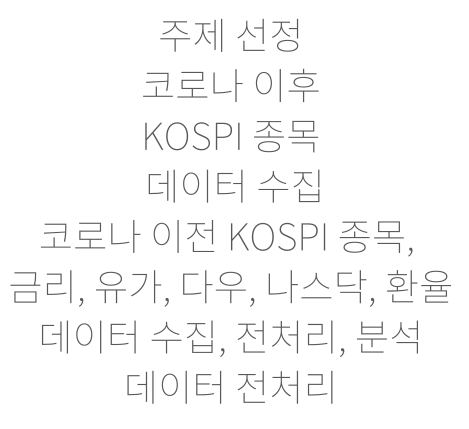 주제 선정
코로나 이후
KOSPI 종목
데이터 수집
코로나 이전 KOSPI 종목,
금리, 유가, 다우, 나스닥, 환율
데이터 수집, 전처리, 분석
데이터 전처리